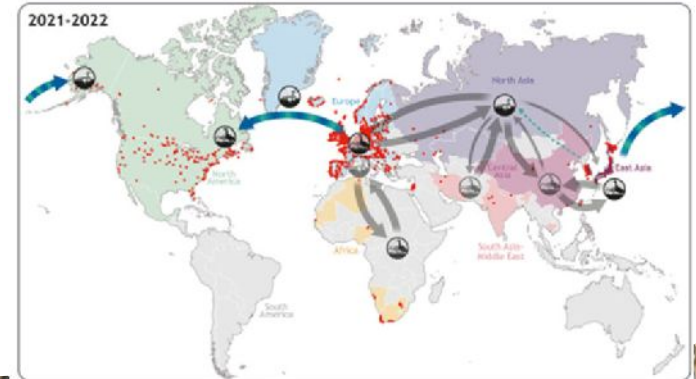 2021-2022
North Asia
Europe
North
America
Central
Asia
East Asia
Africa
South Asia-
middle East
South
America